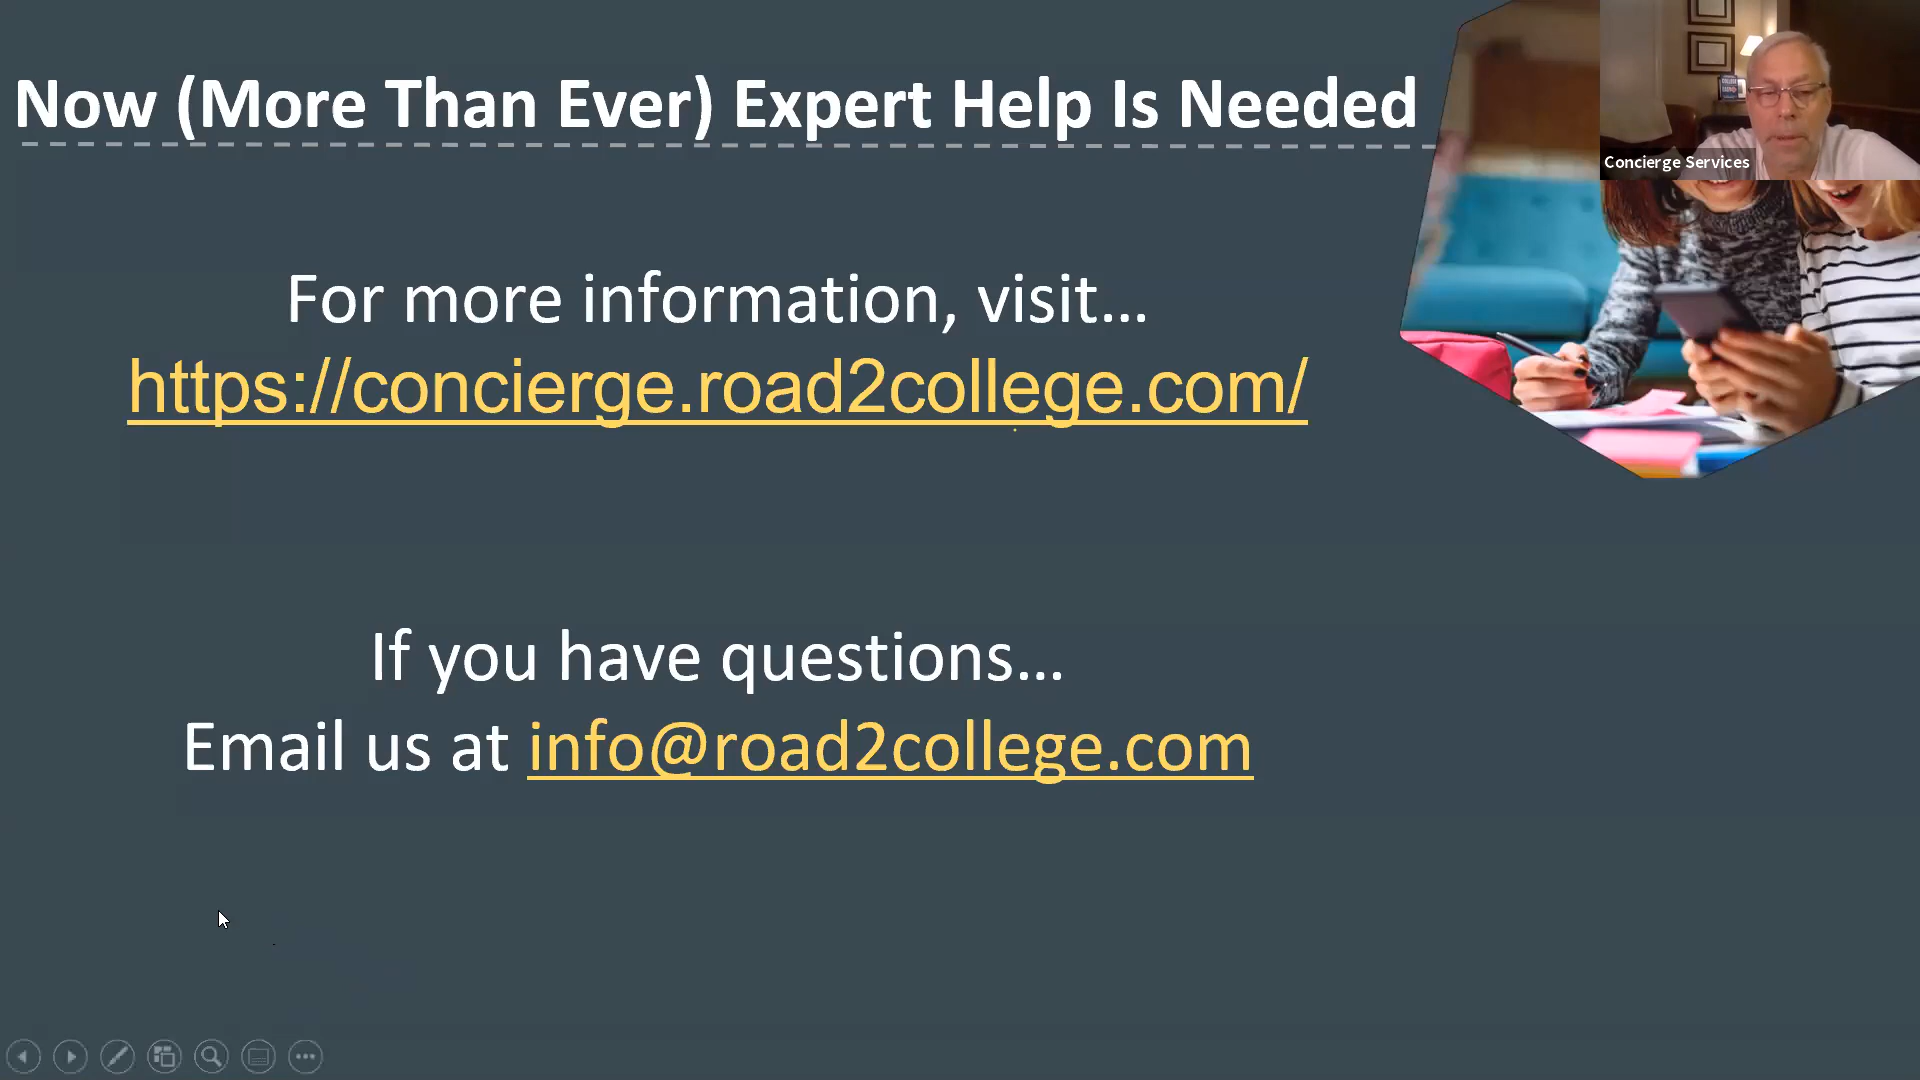 Now (More Than Ever) Expert Help Is Needed
Concierge Services
For more information, visit...
https://concierge.road2college.com/
If you have questions...
Email us at info@road2college.com